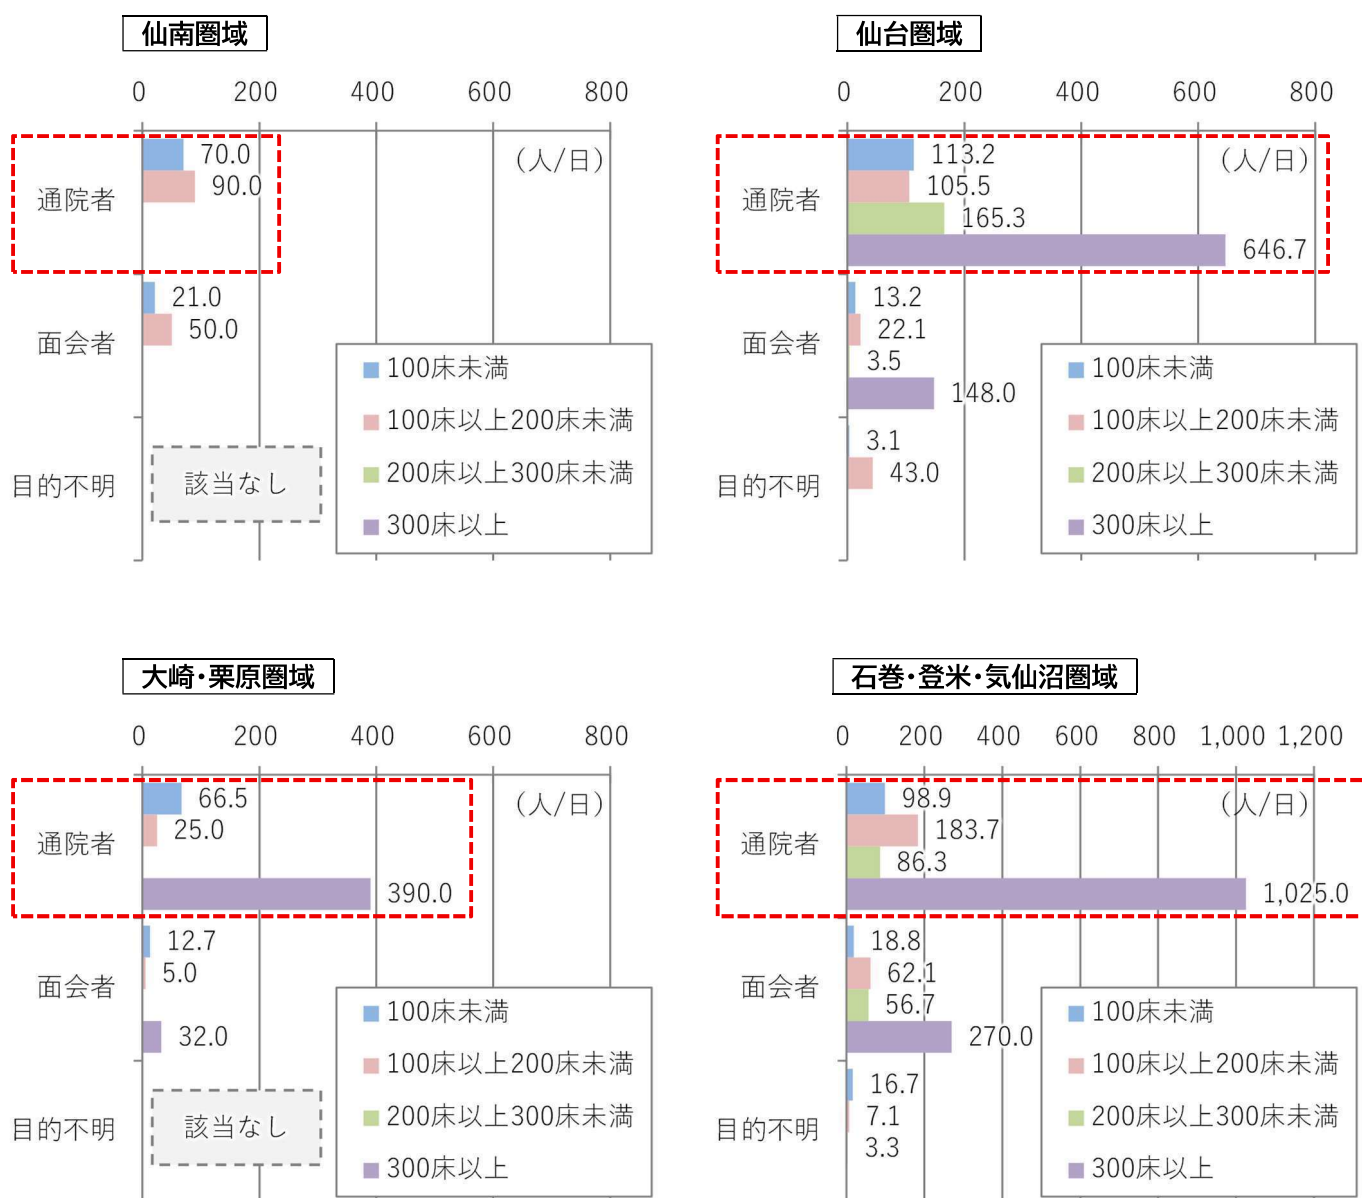 仙南圏域
0 200 400 600 800
(人/日)
通院者
70.0
90.0
面会者
21.0
50.0
目的不明
該当なし
100床未満
100床以上200床未満
200床以上300床未満
300床以上
仙台圏域
0 200 400 600 800
(人/日)
通院者
113.2
105.5
165.3
646.7
面会者
13.2
22.1
3.5
148.0
目的不明
3.1
43.0
100床未満
100床以上200床未満
200床以上300床未満
300床以上
大崎・栗原圏域
0 200 400 600 800
(人/日)
通院者
66.5
25.0
390.0
面会者
12.7
5.0
32.0
目的不明
該当なし
100床未満
100床以上200床未満
200床以上300床未満
300床以上
石巻・登米・気仙沼圏域
0 200 400 600 800 1,000 1,200
(人/日)
通院者
98.9
183.7
86.3
1,025.0
面会者
18.8
62.1
56.7
270.0
目的不明
16.7
7.1
3.3
100床未満
100床以上200床未満
200床以上300床未満
300床以上